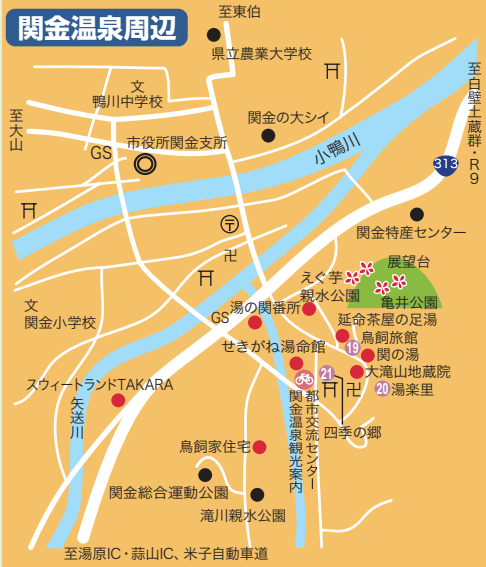 関金温泉周辺
至東伯
県立農業大学校
文
鴨川中学校
関金の大シイ
至大山
至白壁土蔵群・R9
GS
市役所関金支所
小鴨川
313
関金特産センター
展望台
えぐ芋
親水公園
亀井公園
文
関金小学校
湯の関番所
GS
延命茶屋の足湯
鳥飼旅館
19
関の湯
せきがね湯命館
大滝山地蔵院
21
20 湯楽里
スウィートランドTAKARA
矢送川
都市交流センター
関金温泉観光案内
四季の郷
鳥飼家住宅
関金総合運動公園
滝川親水公園
至湯原IC・蒜山IC、米子自動車道